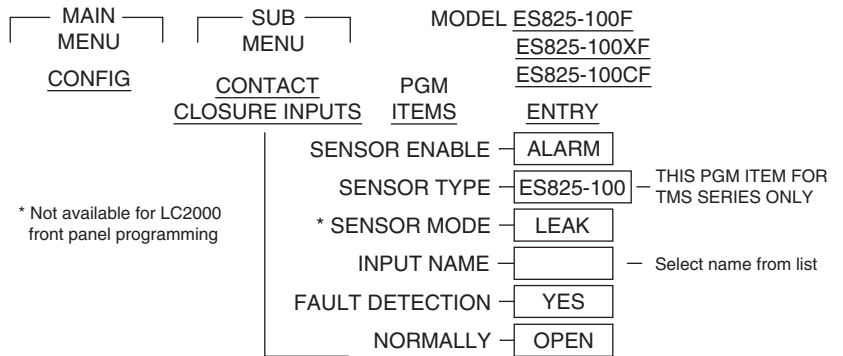 MAIN MENU
SUB MENU
MODEL ES825-100F
ES825-100XF
ES825-100CF
CONFIG
CONTACT CLOSURE INPUTS
PGM ITEMS
ENTRY
SENSOR ENABLE ALARM
SENSOR TYPE ES825-100 THIS PGM ITEM FOR TMS SERIES ONLY
* Not available for LC2000 front panel programming
* SENSOR MODE LEAK
INPUT NAME Select name from list
FAULT DETECTION YES
NORMALLY OPEN